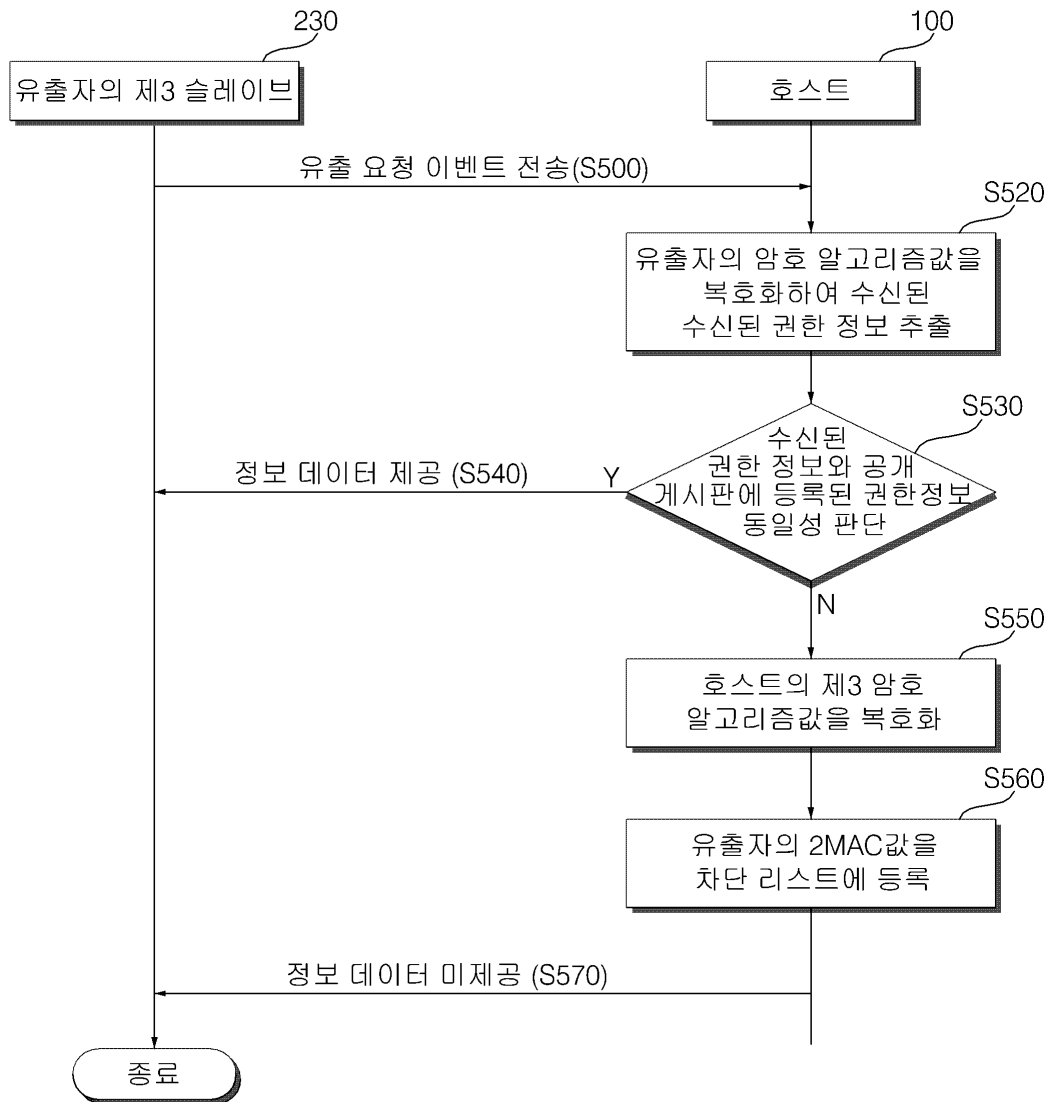 230
100
유출자의 제3 슬레이브
호스트
유출 요청 이벤트 전송(S500)
S520
유출자의 암호 알고리즘값을
복호화하여 수신된
수신된 권한 정보 추출
S530
수신된
권한 정보와 공개
게시판에 등록된 권한정보
동일성 판단
정보 데이터 제공 (S540)
Y
N
S550
호스트의 제3 암호
알고리즘값을 복호화
S560
유출자의 2MAC값을
차단 리스트에 등록
정보 데이터 미제공 (S570)
종료